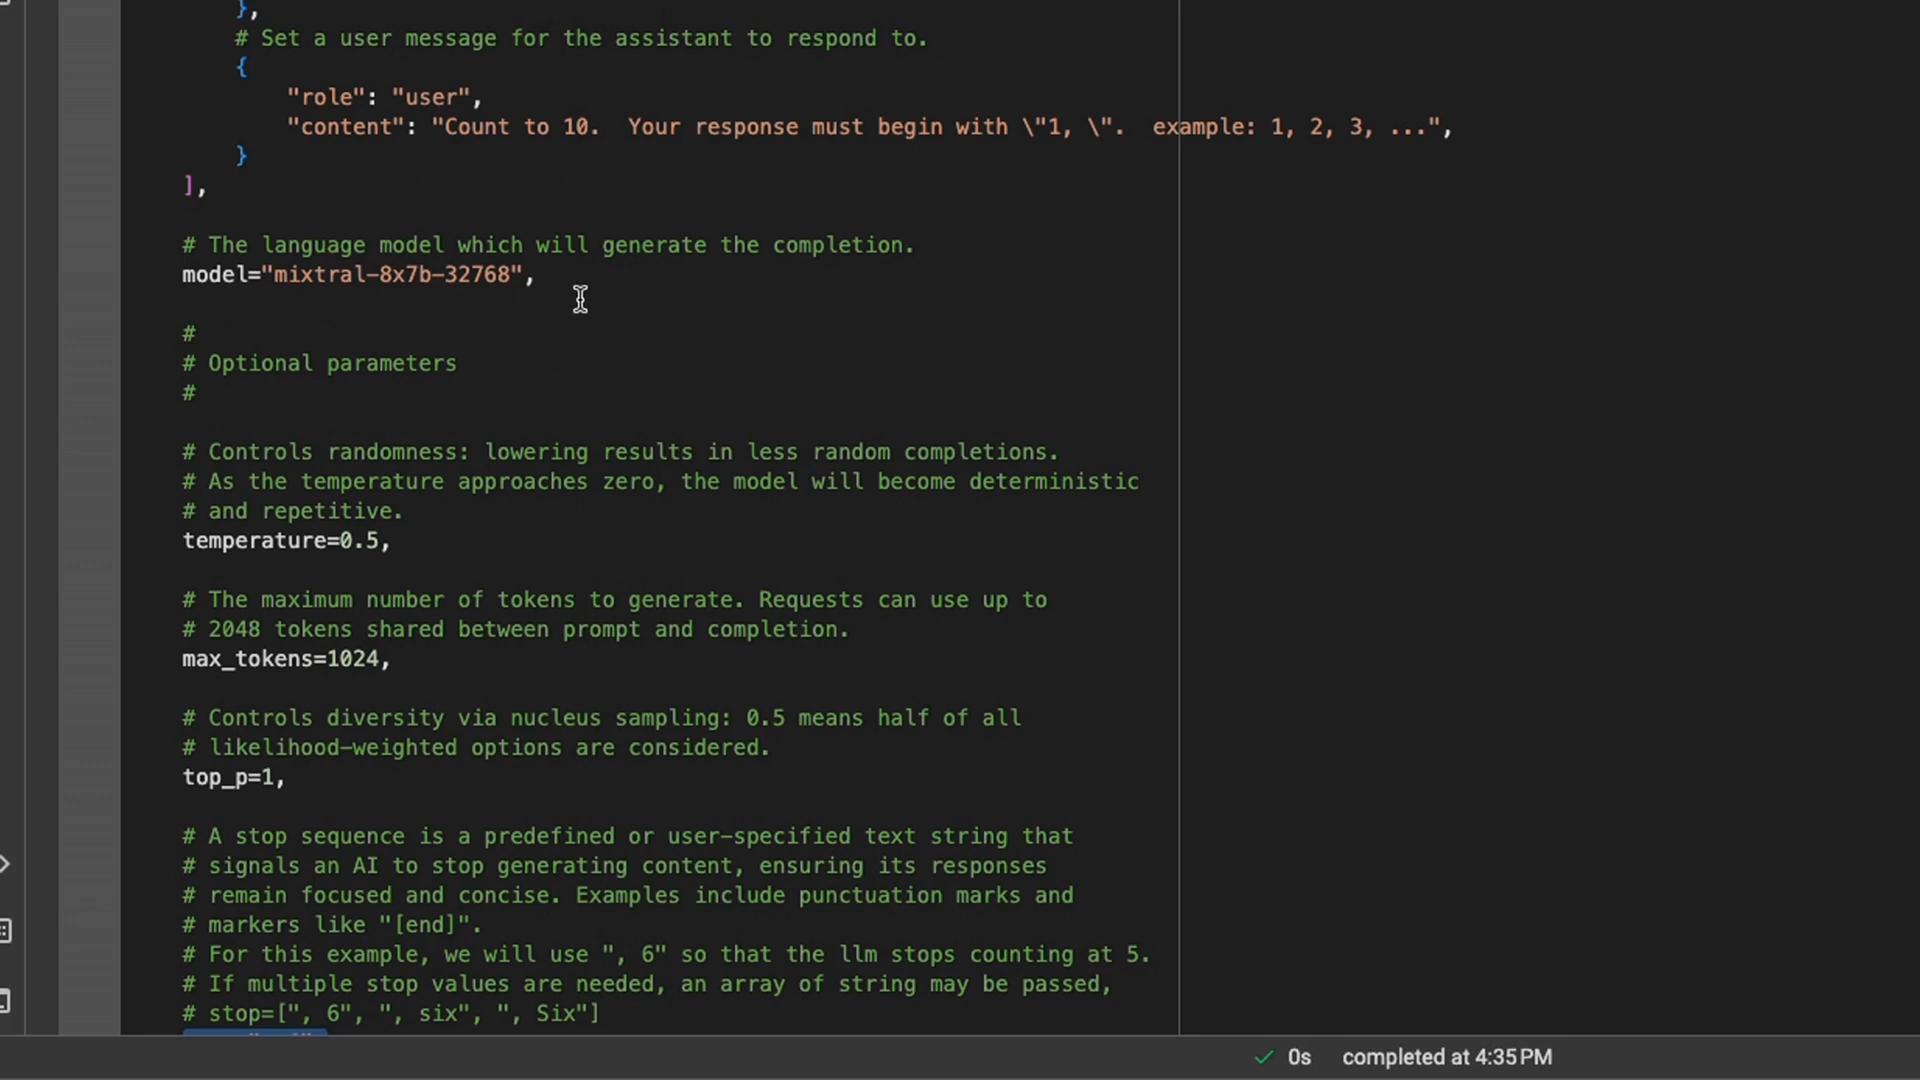 },
# Set a user message for the assistant to respond to.
{
"role": "user",
"content": "Count to 10.  Your response must begin with \"1, \".  example: 1, 2, 3, ...",
}
],
# The language model which will generate the completion.
model="mixtral-8x7b-32768",
#
# Optional parameters
#
# Controls randomness: lowering results in less random completions.
# As the temperature approaches zero, the model will become deterministic
# and repetitive.
temperature=0.5,
# The maximum number of tokens to generate. Requests can use up to
# 2048 tokens shared between prompt and completion.
max_tokens=1024,
# Controls diversity via nucleus sampling: 0.5 means half of all
# likelihood-weighted options are considered.
top_p=1,
# A stop sequence is a predefined or user-specified text string that
# signals an AI to stop generating content, ensuring its responses
# remain focused and concise. Examples include punctuation marks and
# markers like "[end]".
# For this example, we will use ", 6" so that the llm stops counting at 5.
# If multiple stop values are needed, an array of string may be passed,
# stop=[", 6", ", six", ", Six"]
0s completed at 4:35 PM